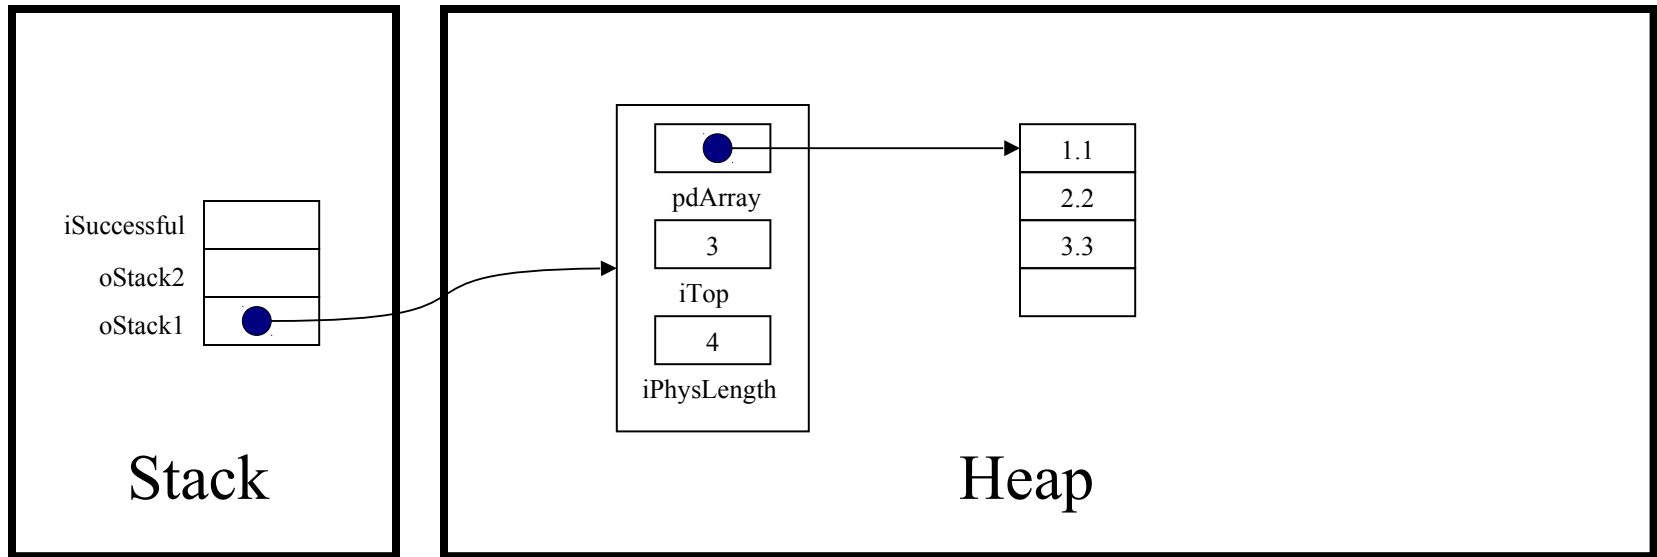 iSuccessful
oStack2
oStack1
Stack
pdArray
3
iTop
4
iPhysLength
1.1
2.2
3.3
Heap